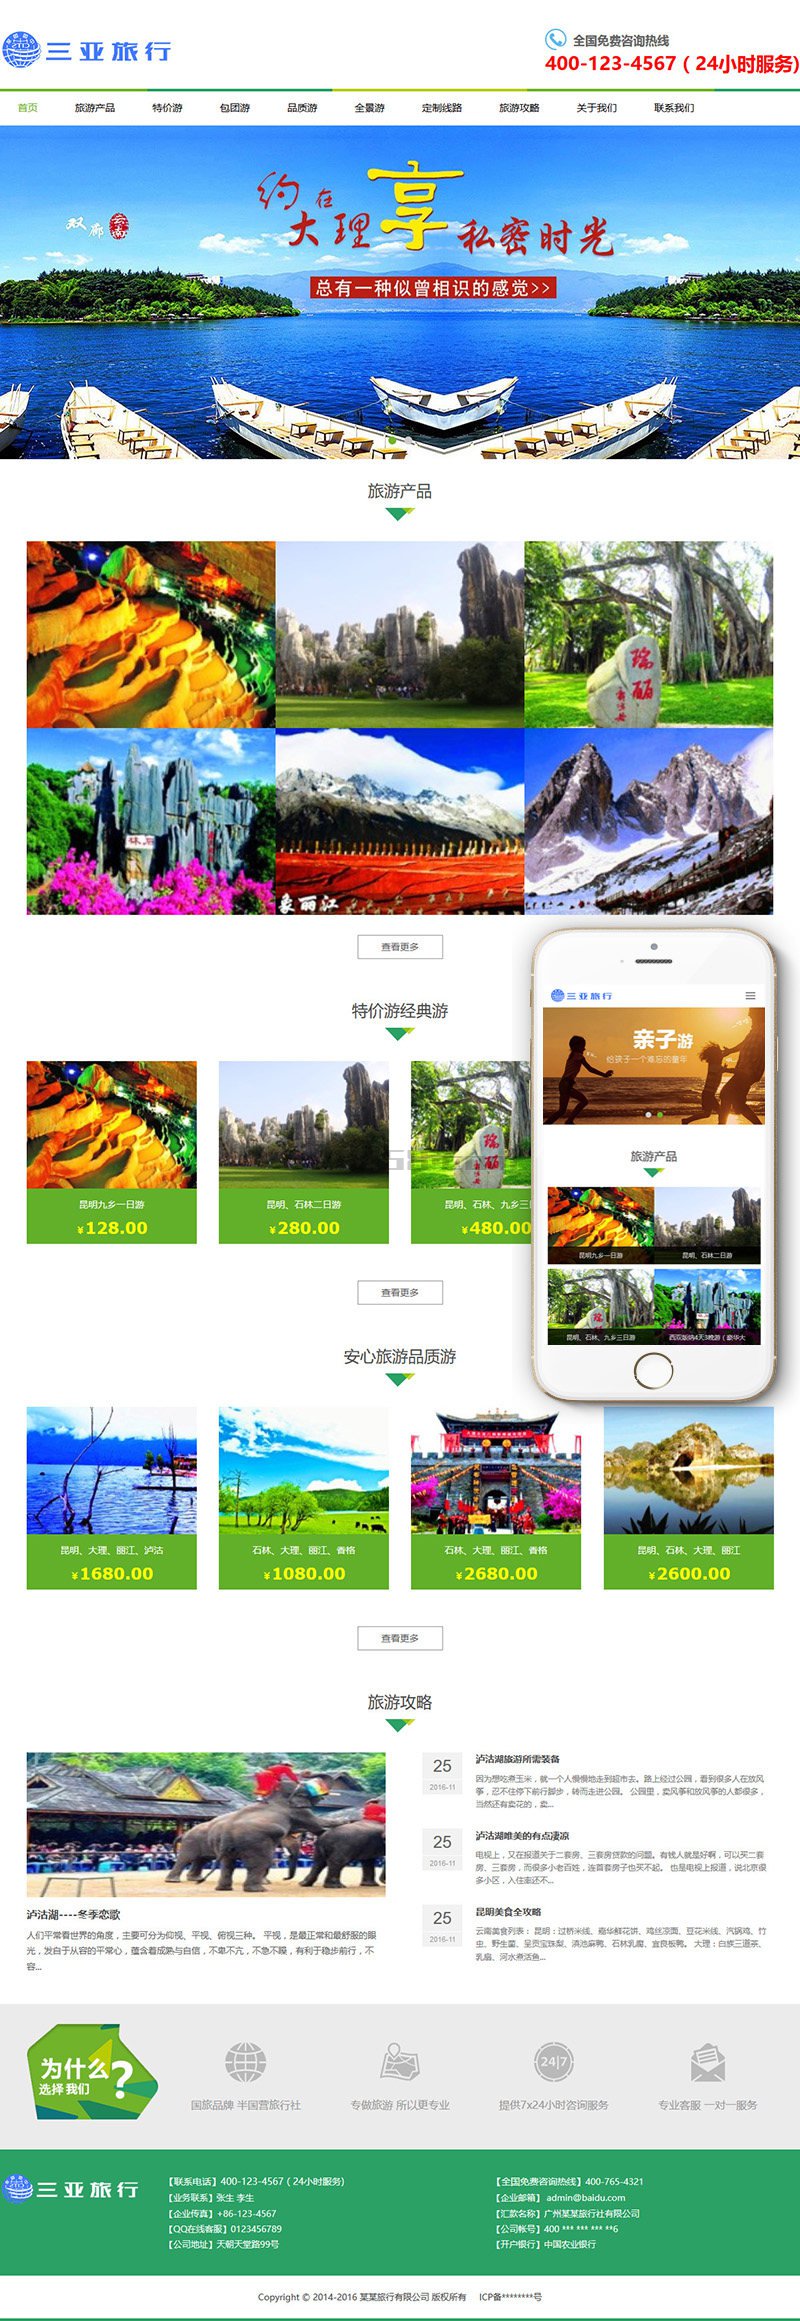 三亚旅行
全国免费咨询热线
400-123-4567 ( 24小时服务)
首页 旅游产品 特价游 包团游 品质游 全景游 定制线路 旅游攻略 关于我们 联系我们
双廊 云南
约在大理享私密时光
总有一种似曾相识的感觉>>
旅游产品
瑞丽
石林
象丽江
查看更多
特价游经典游
昆明九乡一日游
¥128.00
昆明、石林二日游
¥280.00
昆明、石林、九乡三日
¥480.00
查看更多
三亚旅行
亲子游
给孩子一个难忘的童年
旅游产品
昆明九乡一日游
昆明、石林二日游
昆明、石林、九乡三日游
西双版纳4天3晚游（豪华大
安心旅游品质游
昆明、大理、丽江、泸沽
¥1680.00
石林、大理、丽江、香格
¥1080.00
石林、大理、丽江、香格
¥2680.00
昆明、石林、大理、丽江
¥2600.00
查看更多
旅游攻略
泸沽湖----冬季恋歌
人们平常看世界的角度，主要可分为仰视、平视、俯视三种。 平视，是最正常和最舒服的眼
光，发自于从容的平常心，蕴含着成熟与自信，不卑不亢，不急不躁，有利于稳步前行，不
容...
25
2016-11
泸沽湖旅游所需装备
因为想吃煮玉米，就一个人慢慢地走到超市去。路上经过公园，看到很多人在放风
筝，忍不住停下前行脚步，转而走进公园。 公园里，卖风筝和放风筝的人都很多，
当然还有卖花的，卖...
25
2016-11
泸沽湖唯美的有点凄凉
电视上，又在报道关于二套房、三套房贷款的问题。有钱人就是好啊，可以买二套
房、三套房，而很多小老百姓，连首套房子也买不起。 也是电视上报道，说北京很
多小区，入住率还不...
25
2016-11
昆明美食全攻略
云南美食列表： 昆明：过桥米线、嘉华鲜花饼、鸡丝凉面、豆花米线、汽锅鸡、竹
虫、野生菌、呈贡宝珠梨、滇池麻鸭、石林乳腐、宜良板鸭。 大理：白族三道茶、
乳扇、河水煮活鱼...
为什么
选择我们
?
24|7
国旅品牌 半国营旅行社
专做旅游 所以更专业
提供7x24小时咨询服务
专业客服 一对一服务
三亚旅行
【联系电话】400-123-4567 ( 24小时服务)
【业务联系】张生 李生
【企业传真】+86-123-4567
【QQ在线客服】0123456789
【公司地址】天朝天堂路99号
【全国免费咨询热线】400-765-4321
【企业邮箱】 admin@baidu.com
【汇款名称】广州某某旅行社有限公司
【公司帐号】400 *** *** *** **6
【开户银行】中国农业银行
Copyright © 2014-2016 某某旅行有限公司 版权所有 ICP备********号